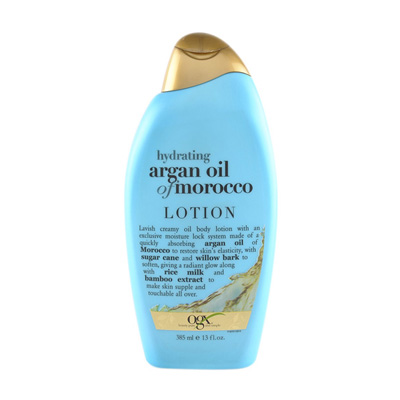 hydrating
argan oil
of morocco
LOTION
Lavish creamy oil body lotion with an
exclusive moisture lock system made of a
quickly absorbing argan oil of
Morocco to restore skin's elasticity, with
sugar cane and willow bark to
soften, giving a radiant glow along
with rice milk and
bamboo extract to
make skin supple and
touchable all over.
ogx
385 ml e 13 fl.oz.